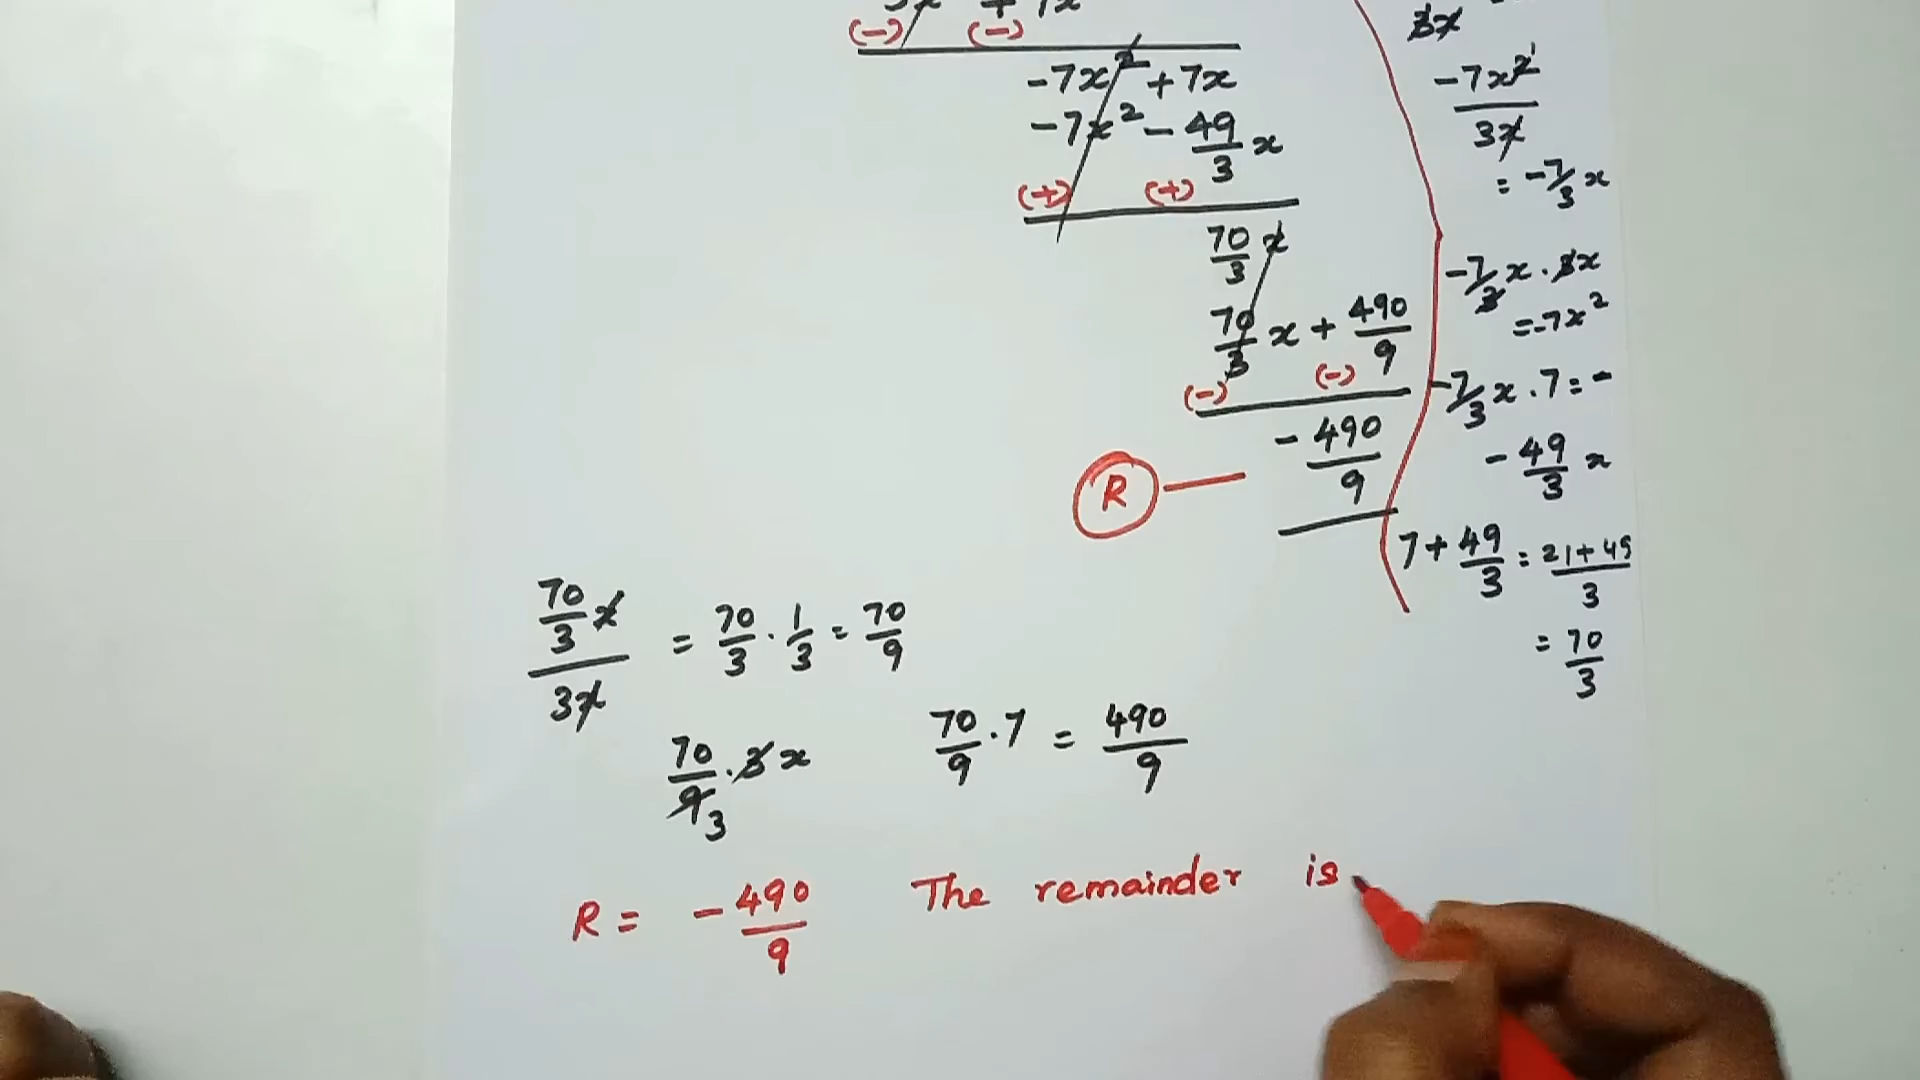 (-) (-)
-7x² + 7x
-7x² - 49/3 x
(+) (+)
70/3 x
70/3 x + 490/9
(-) (-)
R — -490/9
3x
-7x²/3x
= -7/3 x
-7/3 x · 3x
= -7x²
-7/3 x · 7 = -
- 49/3 x
7 + 49/3 = 21+49/3
= 70/3
70/3 x / 3x = 70/3 · 1/3 = 70/9
70/9 · 3x 3
70/9 · 7 = 490/9
R = -490/9 The remainder is